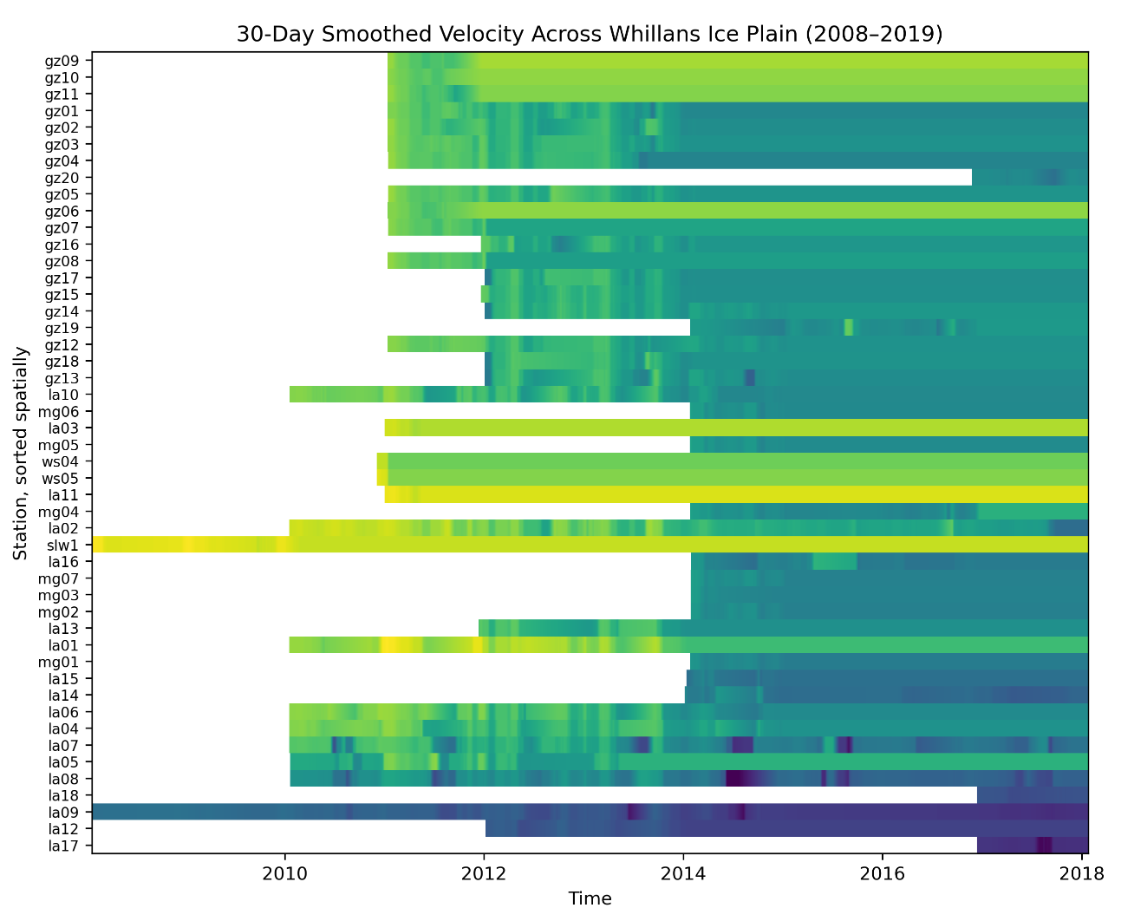 30-Day Smoothed Velocity Across Whillans Ice Plain (2008–2019)
Station, sorted spatially
gz09
gz10
gz11
gz01
gz02
gz03
gz04
gz20
gz05
gz06
gz07
gz16
gz08
gz17
gz15
gz14
gz19
gz12
gz18
gz13
la10
mg06
la03
mg05
ws04
ws05
la11
mg04
la02
slw1
la16
mg07
mg03
mg02
la13
la01
mg01
la15
la14
la06
la04
la07
la05
la08
la18
la09
la12
la17
2010 2012 2014 2016 2018
Time